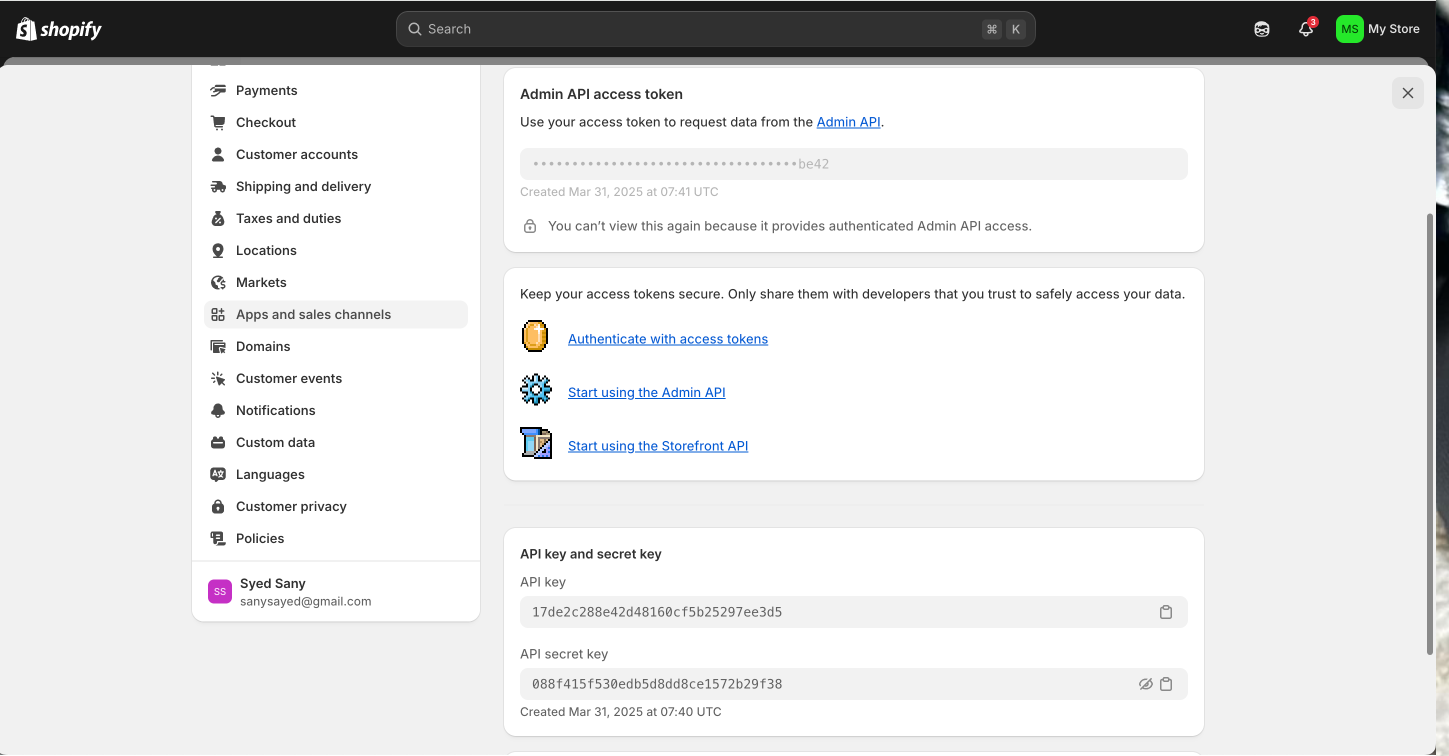 shopify
Search
⌘ K
3
MS My Store
Payments
Checkout
Customer accounts
Shipping and delivery
Taxes and duties
Locations
Markets
Apps and sales channels
Domains
Customer events
Notifications
Custom data
Languages
Customer privacy
Policies
SS
Syed Sany
sanysayed@gmail.com
Admin API access token
Use your access token to request data from the Admin API.
••••••••••••••••••••••••••••••••••be42
Created Mar 31, 2025 at 07:41 UTC
You can’t view this again because it provides authenticated Admin API access.
Keep your access tokens secure. Only share them with developers that you trust to safely access your data.
Authenticate with access tokens
Start using the Admin API
Start using the Storefront API
API key and secret key
API key
17de2c288e42d48160cf5b25297ee3d5
API secret key
088f415f530edb5d8dd8ce1572b29f38
Created Mar 31, 2025 at 07:40 UTC